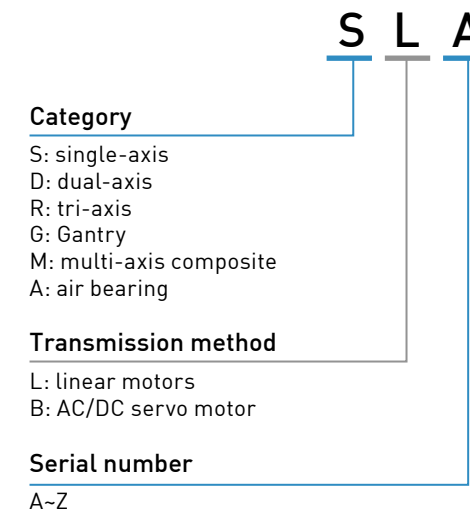 S L A
Category
S: single-axis
D: dual-axis
R: tri-axis
G: Gantry
M: multi-axis composite
A: air bearing
Transmission method
L: linear motors
B: AC/DC servo motor
Serial number
A~Z